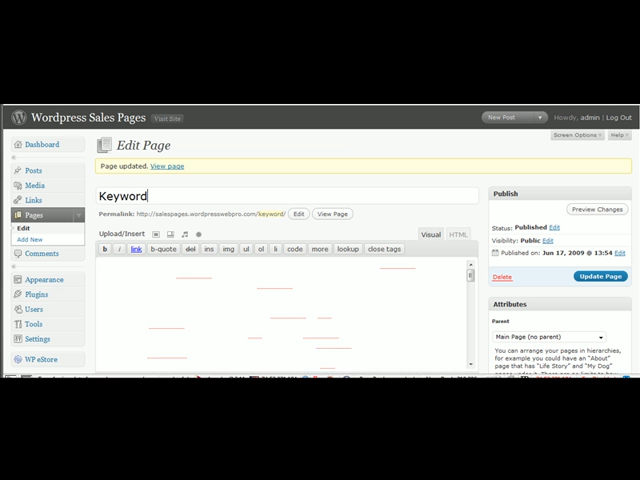 Wordpress Sales Pages Visit Site
New Post Howdy, admin | Log Out
Screen Options Help
Dashboard
Posts
Media
Links
Pages
Edit
Add New
Comments
Appearance
Plugins
Users
Tools
Settings
WP eStore
Edit Page
Page updated. View page
Keyword
Permalink: http://salespages.wordpresswebpro.com/keyword/ Edit View Page
Upload/Insert Visual HTML
b i link b-quote del ins img ul ol li code more lookup close tags
Publish
Preview Changes
Status: Published Edit
Visibility: Public Edit
Published on: Jun 17, 2009 @ 13:54 Edit
Delete Update Page
Attributes
Parent
Main Page (no parent)
You can arrange your pages in hierarchies,
for example you could have an "About"
page that has "Life Story" and "My Dog"